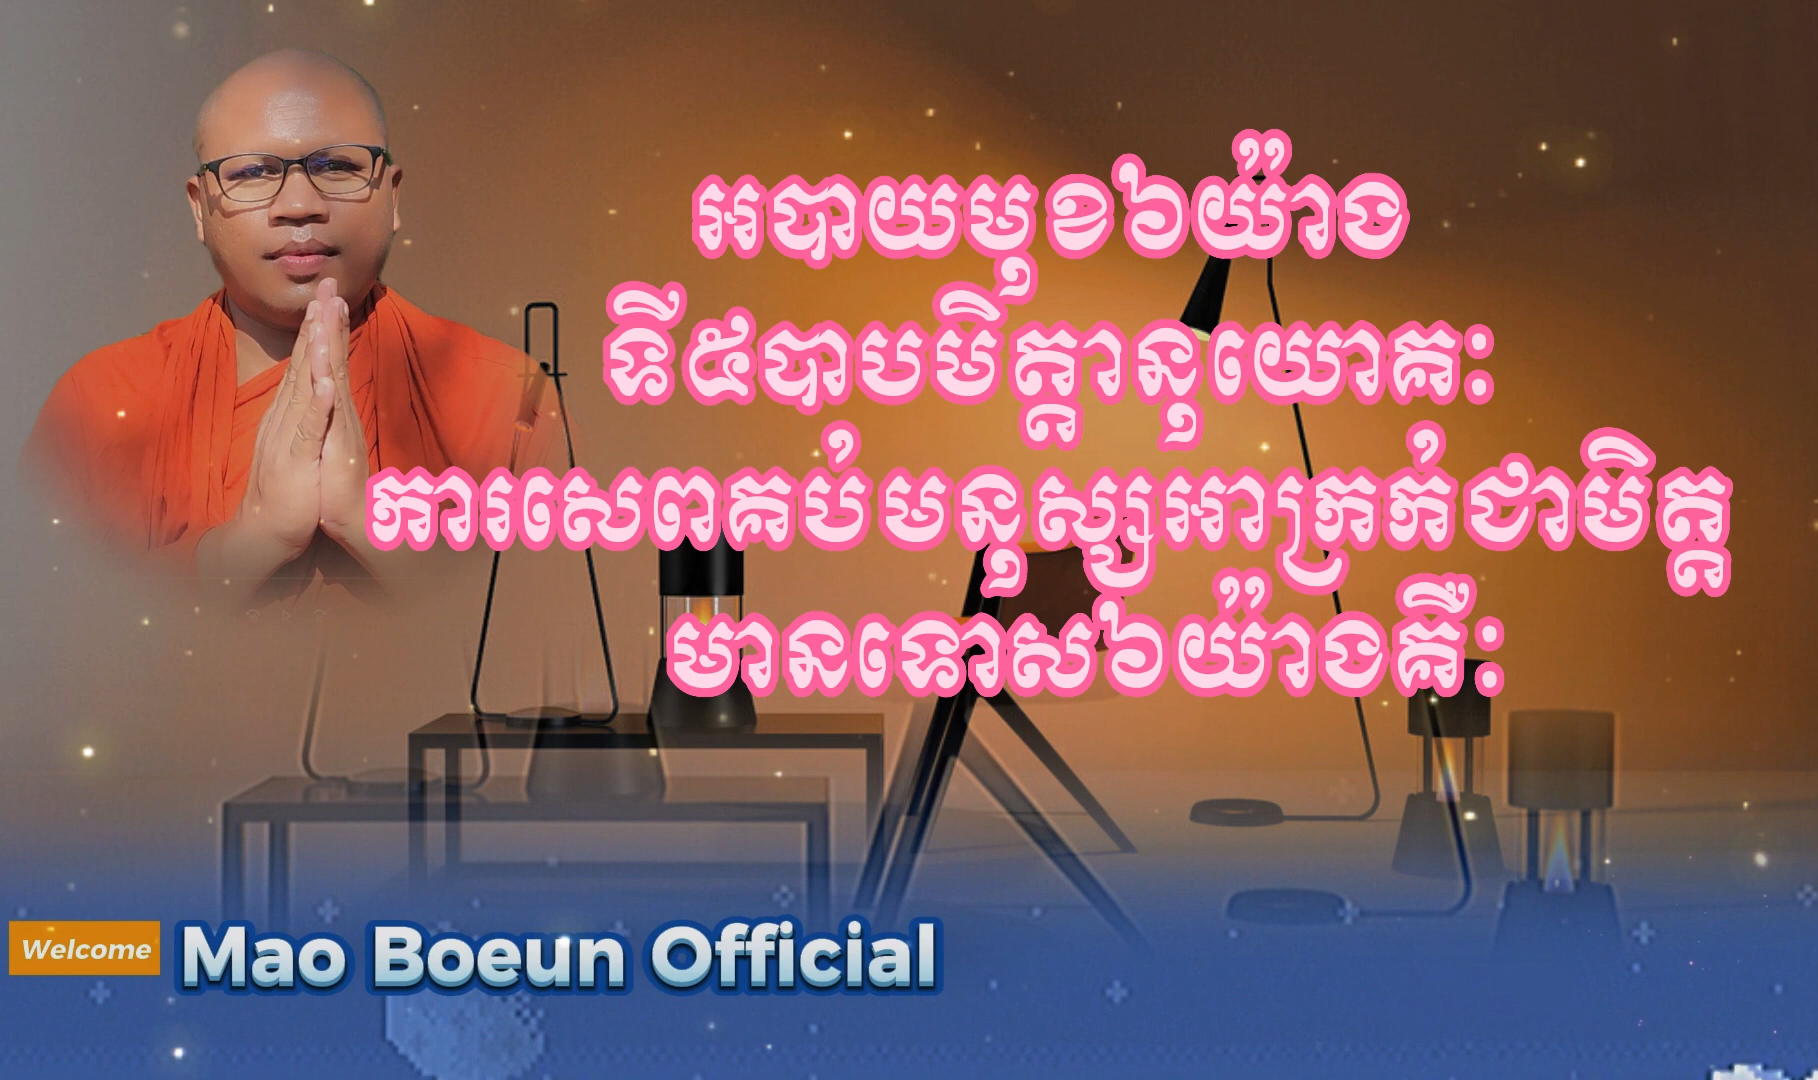 អបាយមុខ៦យ៉ាង
ទី៥បាបមិត្តានុយោគៈ
ការសេពគប់មនុស្សអាក្រក់ជាមិត្ត
មានទោស៦យ៉ាងគឺៈ
Welcome
Mao Boeun Official